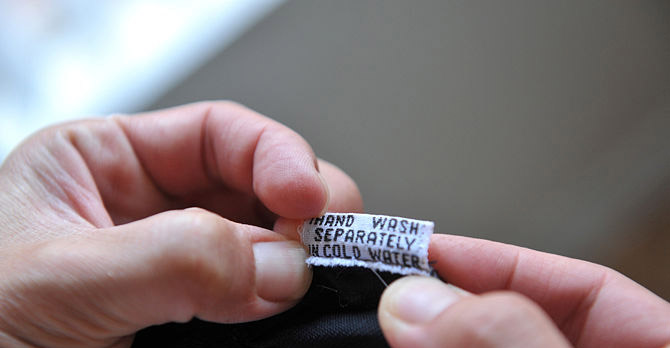 HAND WASH
SEPARATELY
IN COLD WATER